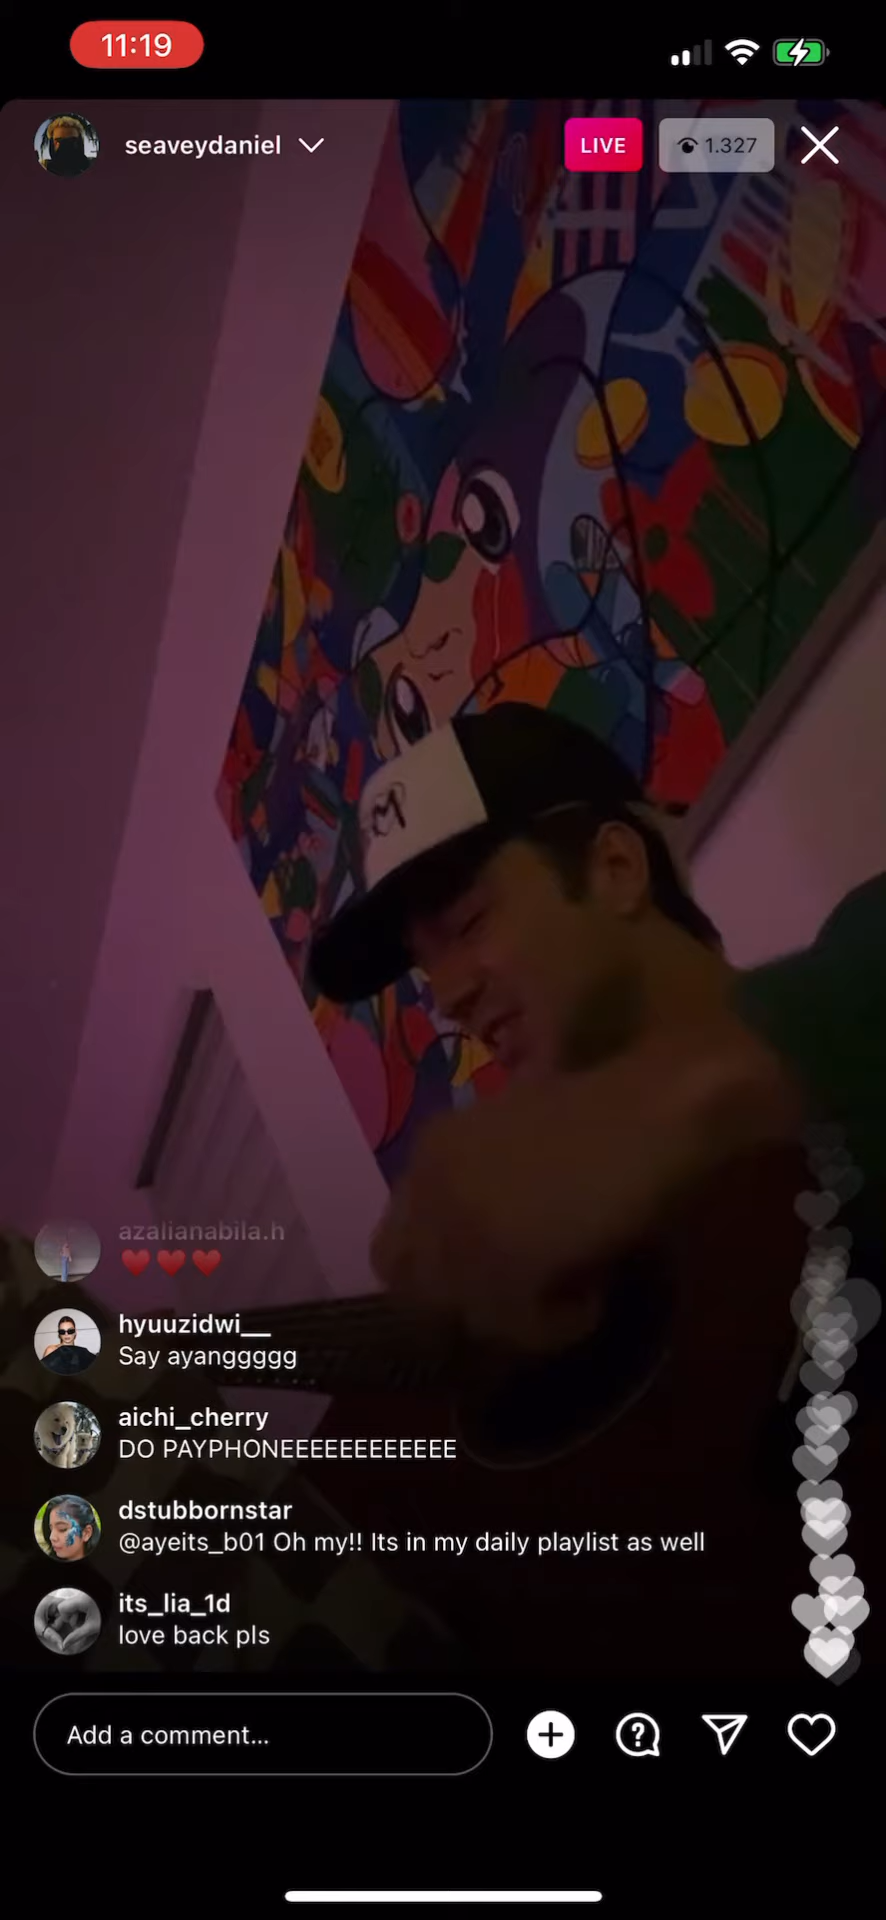 11:19
seaveydaniel
LIVE
1.327
azalianabila.h
❤️❤️❤️
hyuuzidwi__
Say ayanggggg
aichi_cherry
DO PAYPHONEEEEEEEEEEEE
dstubbornstar
@ayeits_b01 Oh my!! Its in my daily playlist as well
its_lia_1d
love back pls
Add a comment...